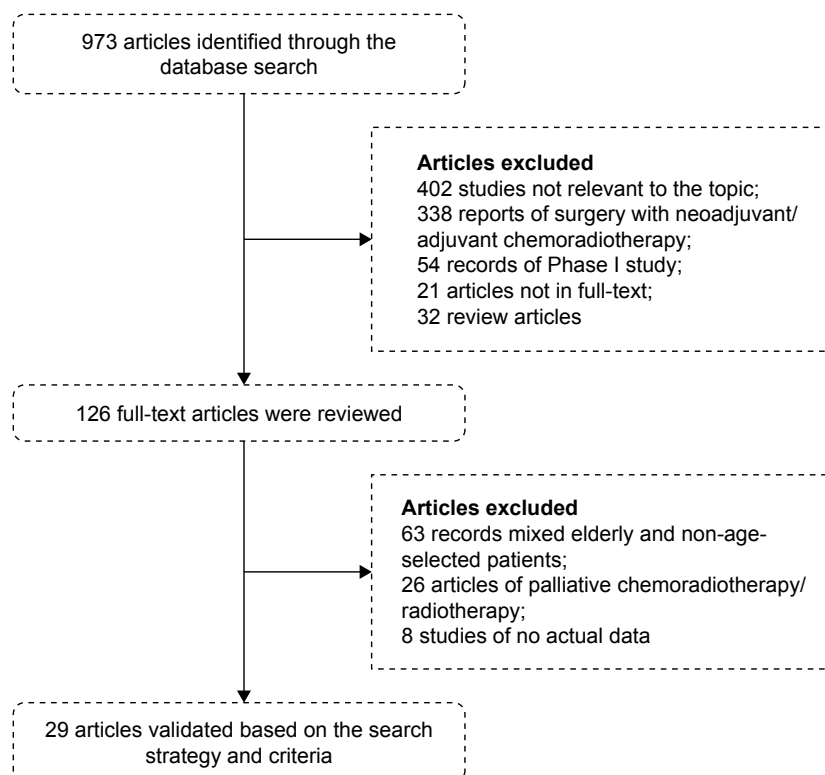 973 articles identified through the
database search
Articles excluded
402 studies not relevant to the topic;
338 reports of surgery with neoadjuvant/
adjuvant chemoradiotherapy;
54 records of Phase I study;
21 articles not in full-text;
32 review articles
126 full-text articles were reviewed
Articles excluded
63 records mixed elderly and non-age-
selected patients;
26 articles of palliative chemoradiotherapy/
radiotherapy;
8 studies of no actual data
29 articles validated based on the search
strategy and criteria